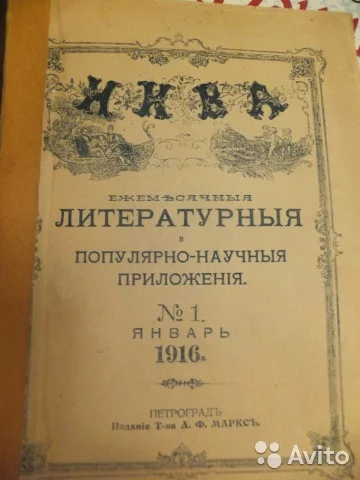 НИВА
ЕЖЕМѢСЯЧНЫЯ
ЛИТЕРАТУРНЫЯ
и
ПОПУЛЯРНО-НАУЧНЫЯ
ПРИЛОЖЕНІЯ.
№ 1.
ЯНВАРЬ
1916.
ПЕТРОГРАДЪ
Изданіе Т-ва А. Ф. МАРКСЪ.
Avito